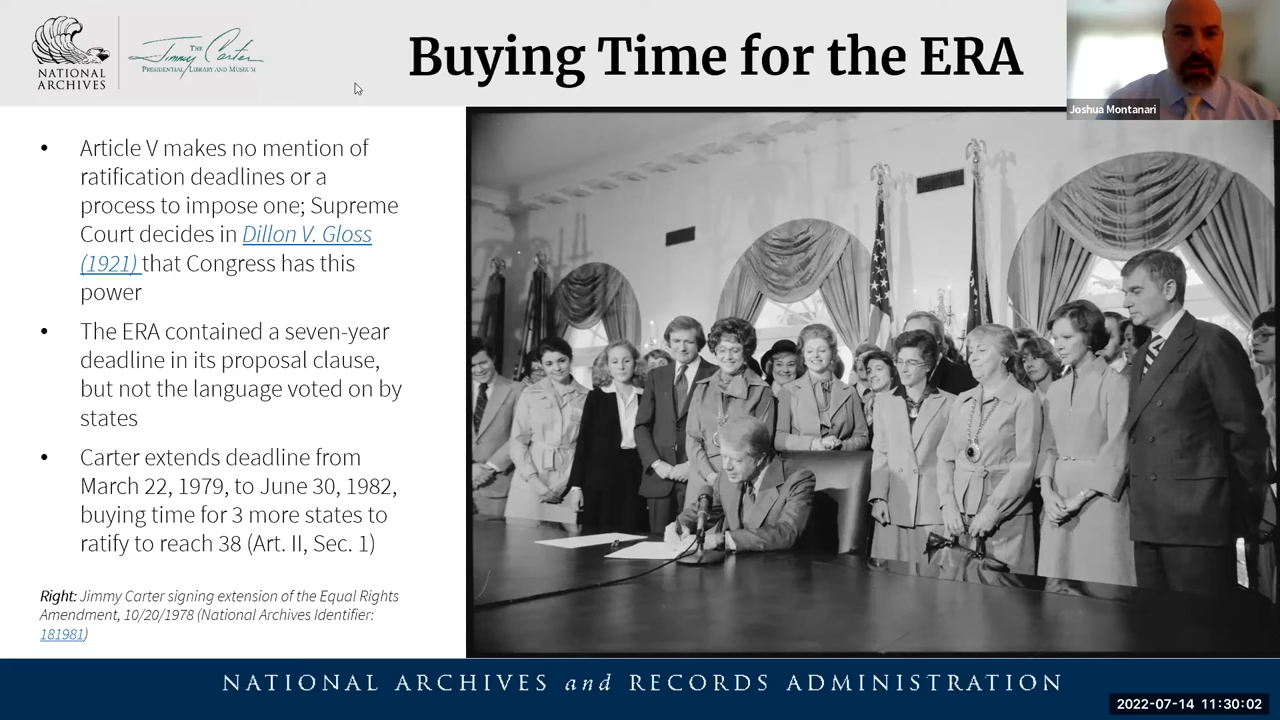 NATIONAL
ARCHIVES
THE
Jimmy Carter
PRESIDENTIAL LIBRARY AND MUSEUM
Buying Time for the ERA
Joshua Montanari
• Article V makes no mention of
ratification deadlines or a
process to impose one; Supreme
Court decides in Dillon V. Gloss
(1921) that Congress has this
power
• The ERA contained a seven-year
deadline in its proposal clause,
but not the language voted on by
states
• Carter extends deadline from
March 22, 1979, to June 30, 1982,
buying time for 3 more states to
ratify to reach 38 (Art. II, Sec. 1)
Right: Jimmy Carter signing extension of the Equal Rights
Amendment, 10/20/1978 (National Archives Identifier:
181981)
NATIONAL ARCHIVES and RECORDS ADMINISTRATION
2022-07-14 11:30:02